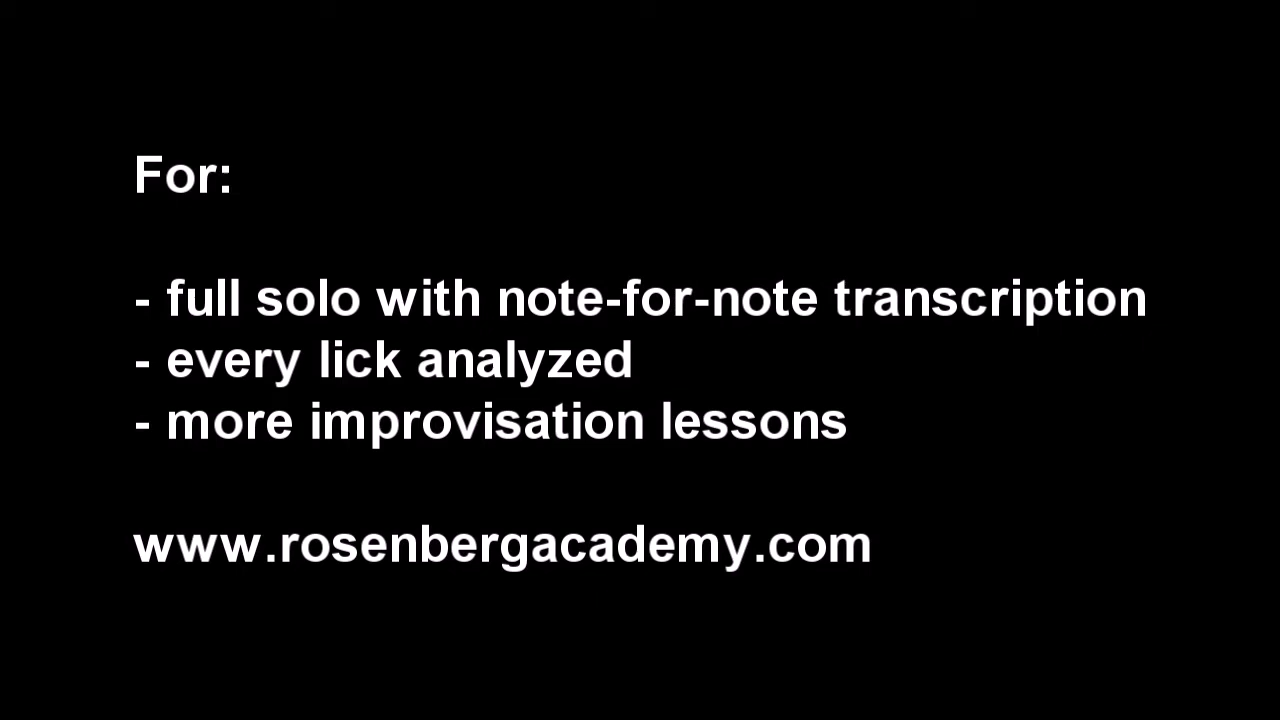 For:
- full solo with note-for-note transcription
- every lick analyzed
- more improvisation lessons
www.rosenbergacademy.com